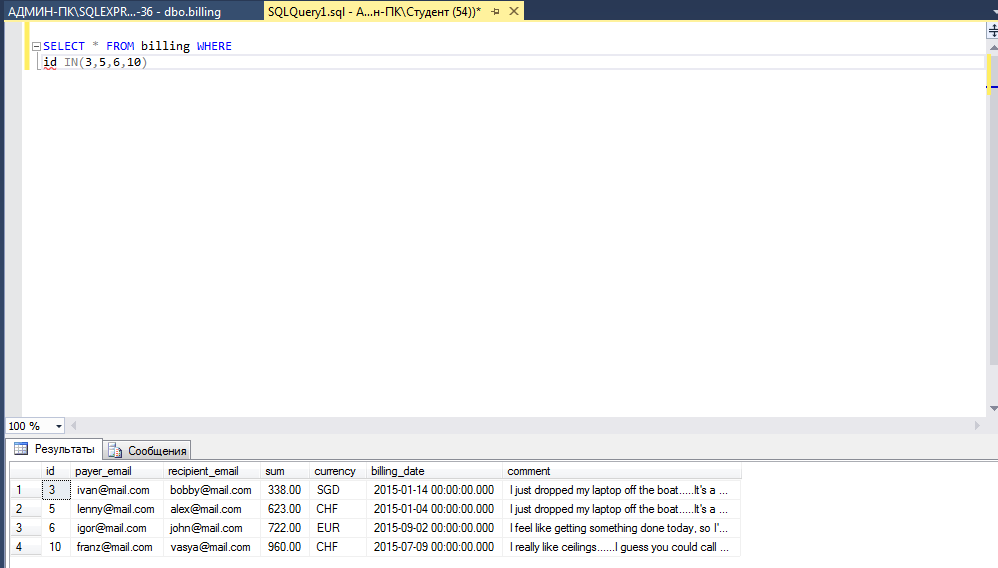 АДМИН-ПК\SQLEXPR...-36 - dbo.billing SQLQuery1.sql - А...н-ПК\Студент (54))*
SELECT * FROM billing WHERE
id IN(3,5,6,10)
100 %
Результаты Сообщения
id payer_email recipient_email sum currency billing_date comment
1 3 ivan@mail.com bobby@mail.com 338.00 SGD 2015-01-14 00:00:00.000 I just dropped my laptop off the boat.....It's a ...
2 5 lenny@mail.com alex@mail.com 623.00 CHF 2015-01-04 00:00:00.000 I just dropped my laptop off the boat.....It's a ...
3 6 igor@mail.com john@mail.com 722.00 EUR 2015-09-02 00:00:00.000 I feel like getting something done today, so I'...
4 10 franz@mail.com vasya@mail.com 960.00 CHF 2015-07-09 00:00:00.000 I really like ceilings......I guess you could call ...